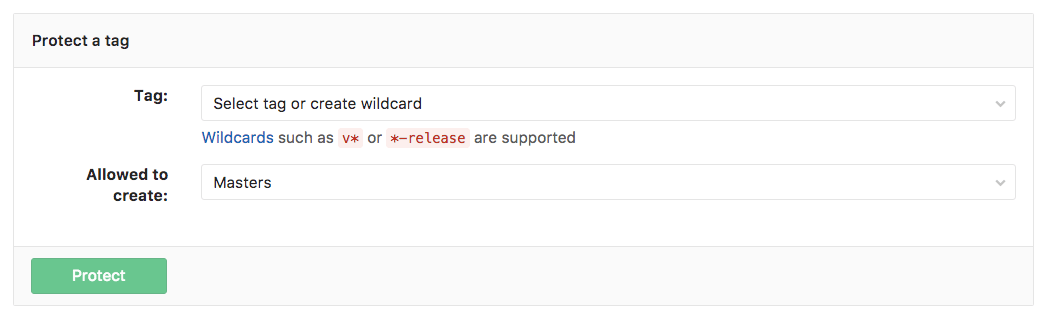 Protect a tag
Tag:
Select tag or create wildcard
Wildcards such as v* or *-release are supported
Allowed to
create:
Masters
Protect